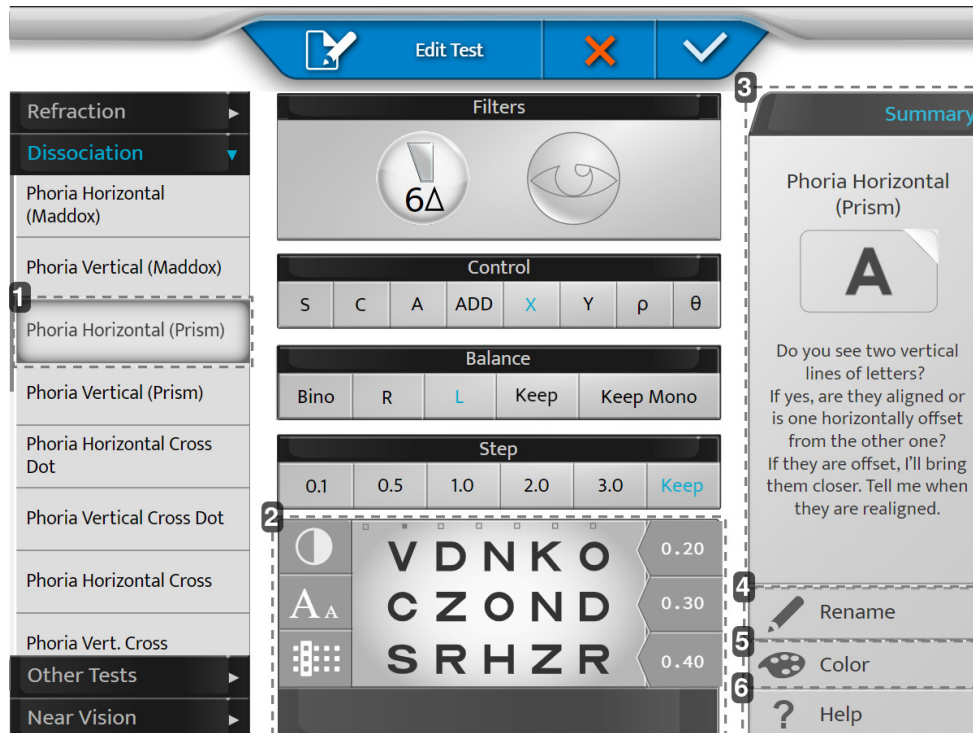 Edit Test
3
Refraction
Dissociation
Phoria Horizontal
(Maddox)
Phoria Vertical (Maddox)
1
Phoria Horizontal (Prism)
Phoria Vertical (Prism)
Phoria Horizontal Cross
Dot
Phoria Vertical Cross Dot
Phoria Horizontal Cross
Phoria Vert. Cross
Other Tests
Near Vision
Filters
6Δ
Control
S C A ADD X Y ρ θ
Balance
Bino R L Keep Keep Mono
Step
0.1 0.5 1.0 2.0 3.0 Keep
2
V D N K O 0.20
A A C Z O N D 0.30
S R H Z R 0.40
Summary
Phoria Horizontal
(Prism)
A
Do you see two vertical
lines of letters?
If yes, are they aligned or
is one horizontally offset
from the other one?
If they are offset, I'll bring
them closer. Tell me when
they are realigned.
4
Rename
5
Color
6
? Help